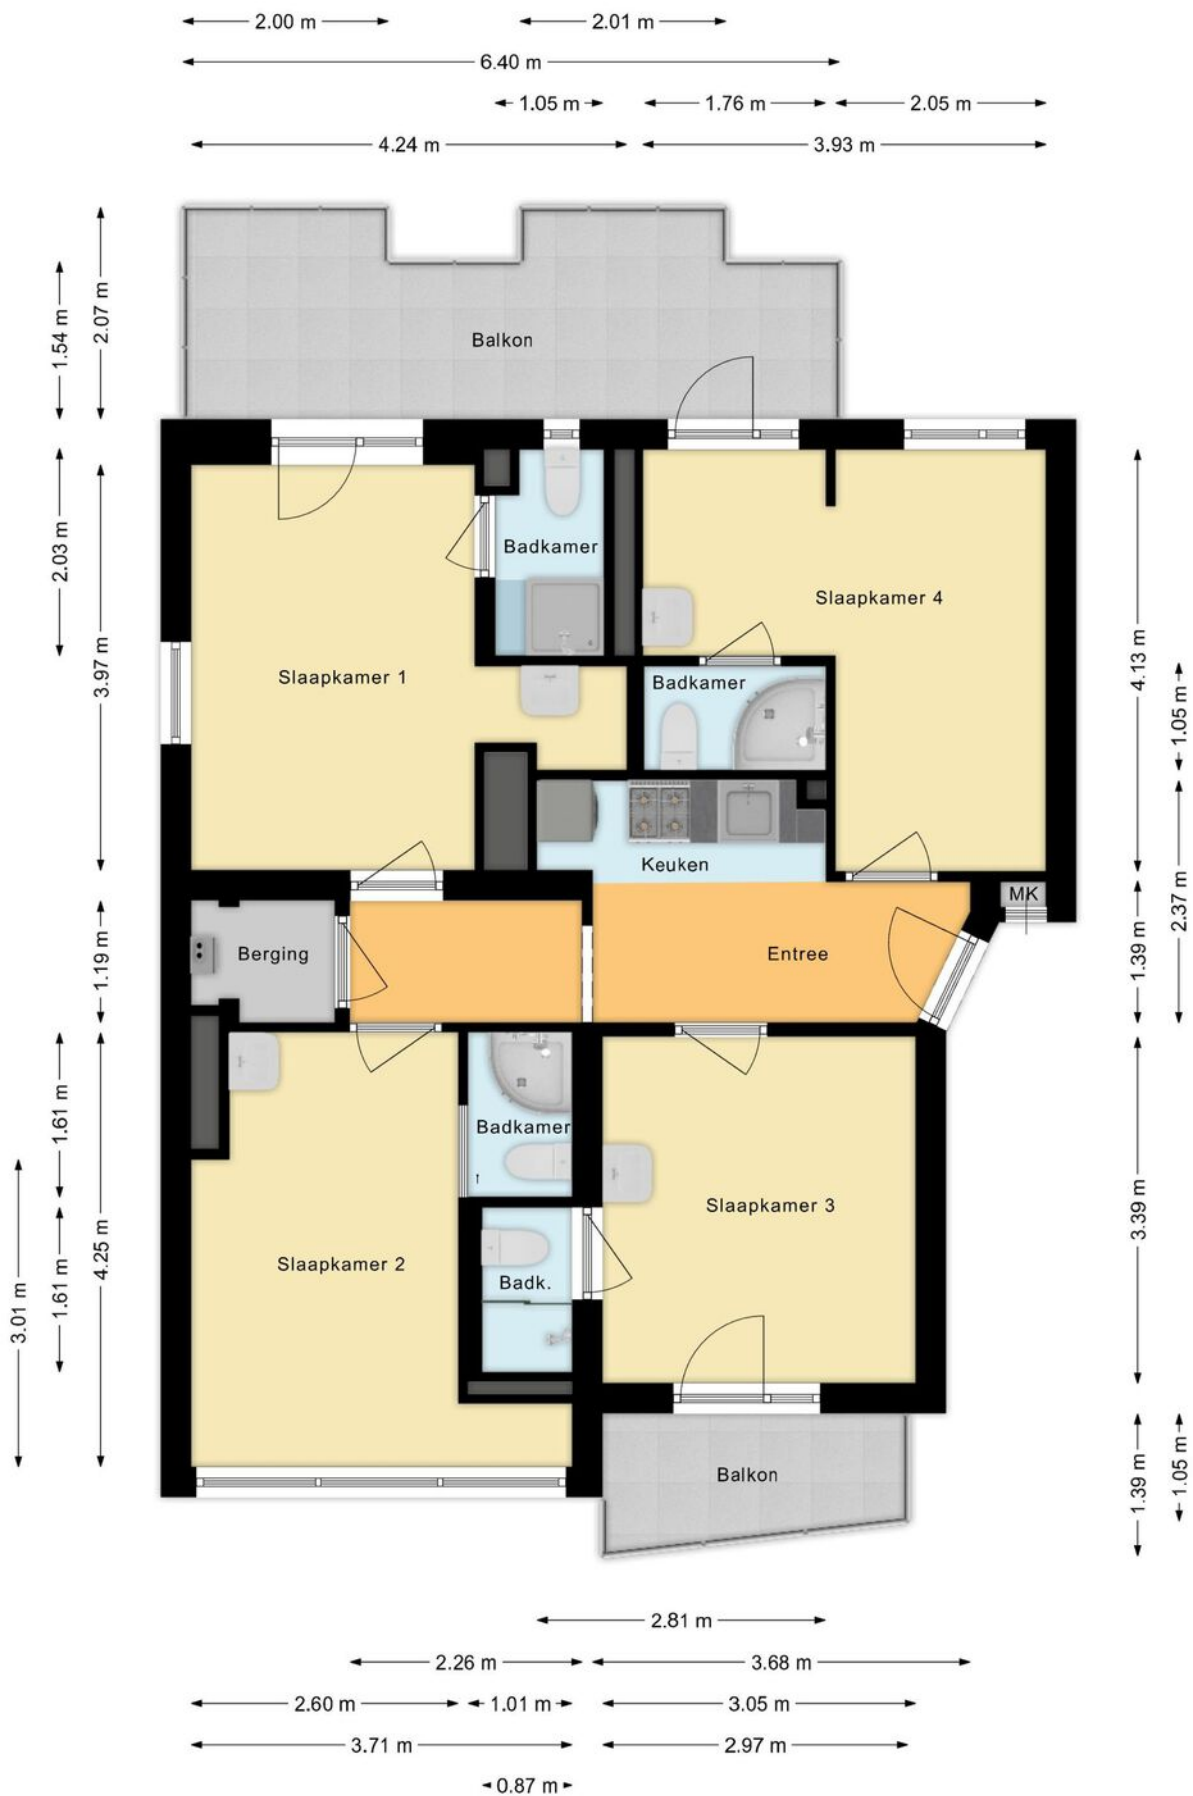 2.00 m
2.01 m
6.40 m
1.05 m
1.76 m
2.05 m
4.24 m
3.93 m
2.07 m
1.54 m
Balkon
2.03 m
3.97 m
Badkamer
Slaapkamer 4
Slaapkamer 1
Badkamer
4.13 m
1.05 m
Keuken
MK
2.37 m
1.19 m
Berging
Entree
1.39 m
1.61 m
Badkamer
Slaapkamer 3
3.39 m
4.25 m
Slaapkamer 2
Badk.
1.61 m
3.01 m
Balkon
1.39 m
1.05 m
2.81 m
2.26 m
3.68 m
2.60 m
1.01 m
3.05 m
3.71 m
2.97 m
0.87 m